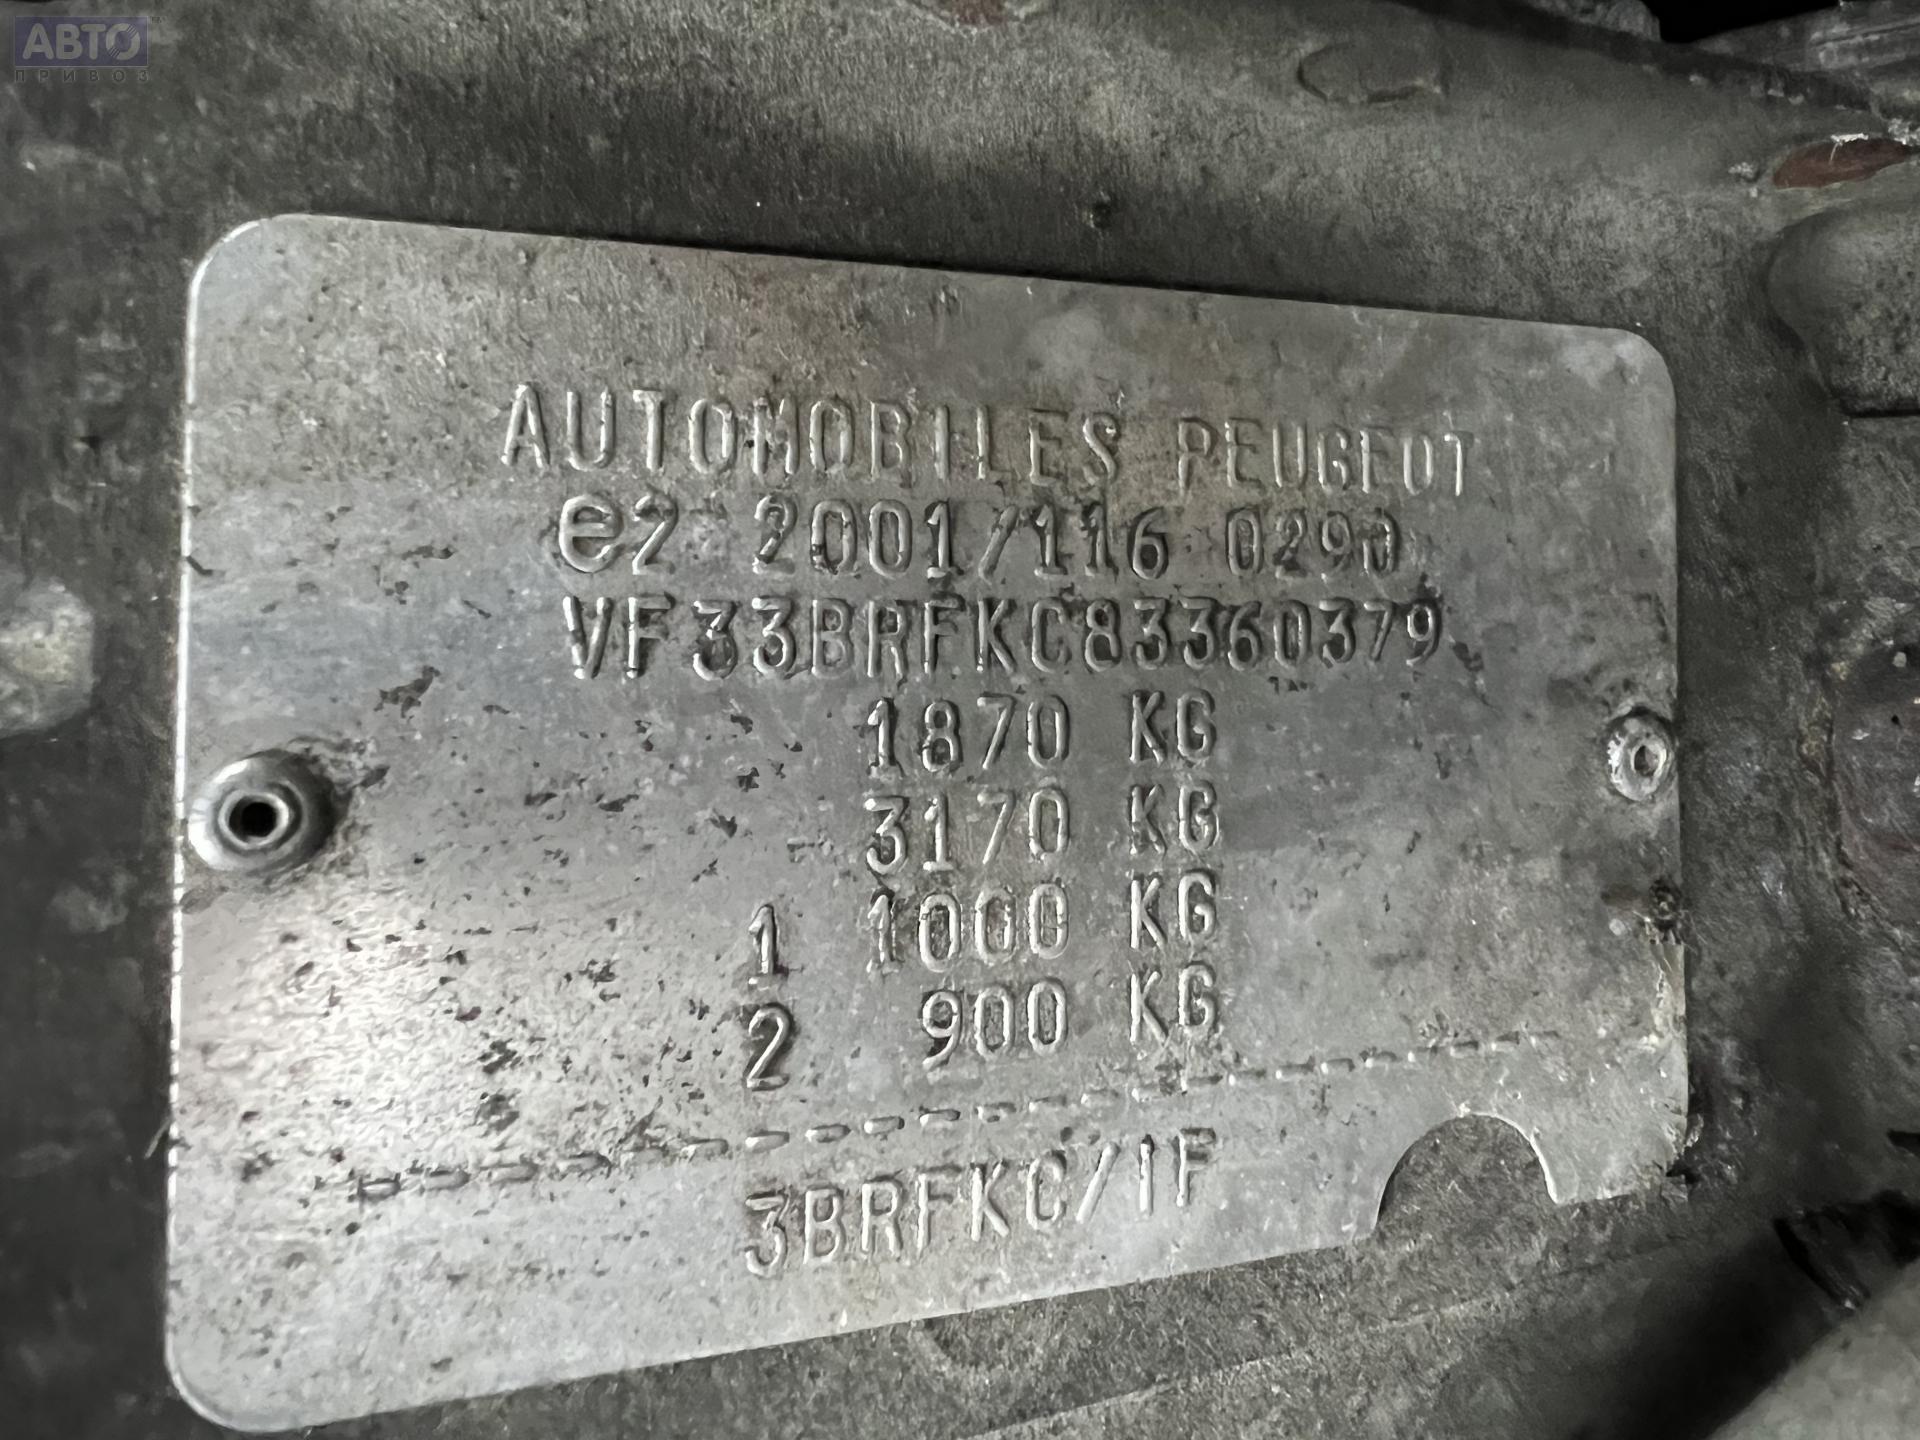 АВТО
ПРИВОЗ
AUTOMOBILES PEUGEOT
e2 2001/116 0290
VF33BRFKC83360379
1870 KG
3170 KG
1 1000 KG
2 900 KG
3BRFKC/IF